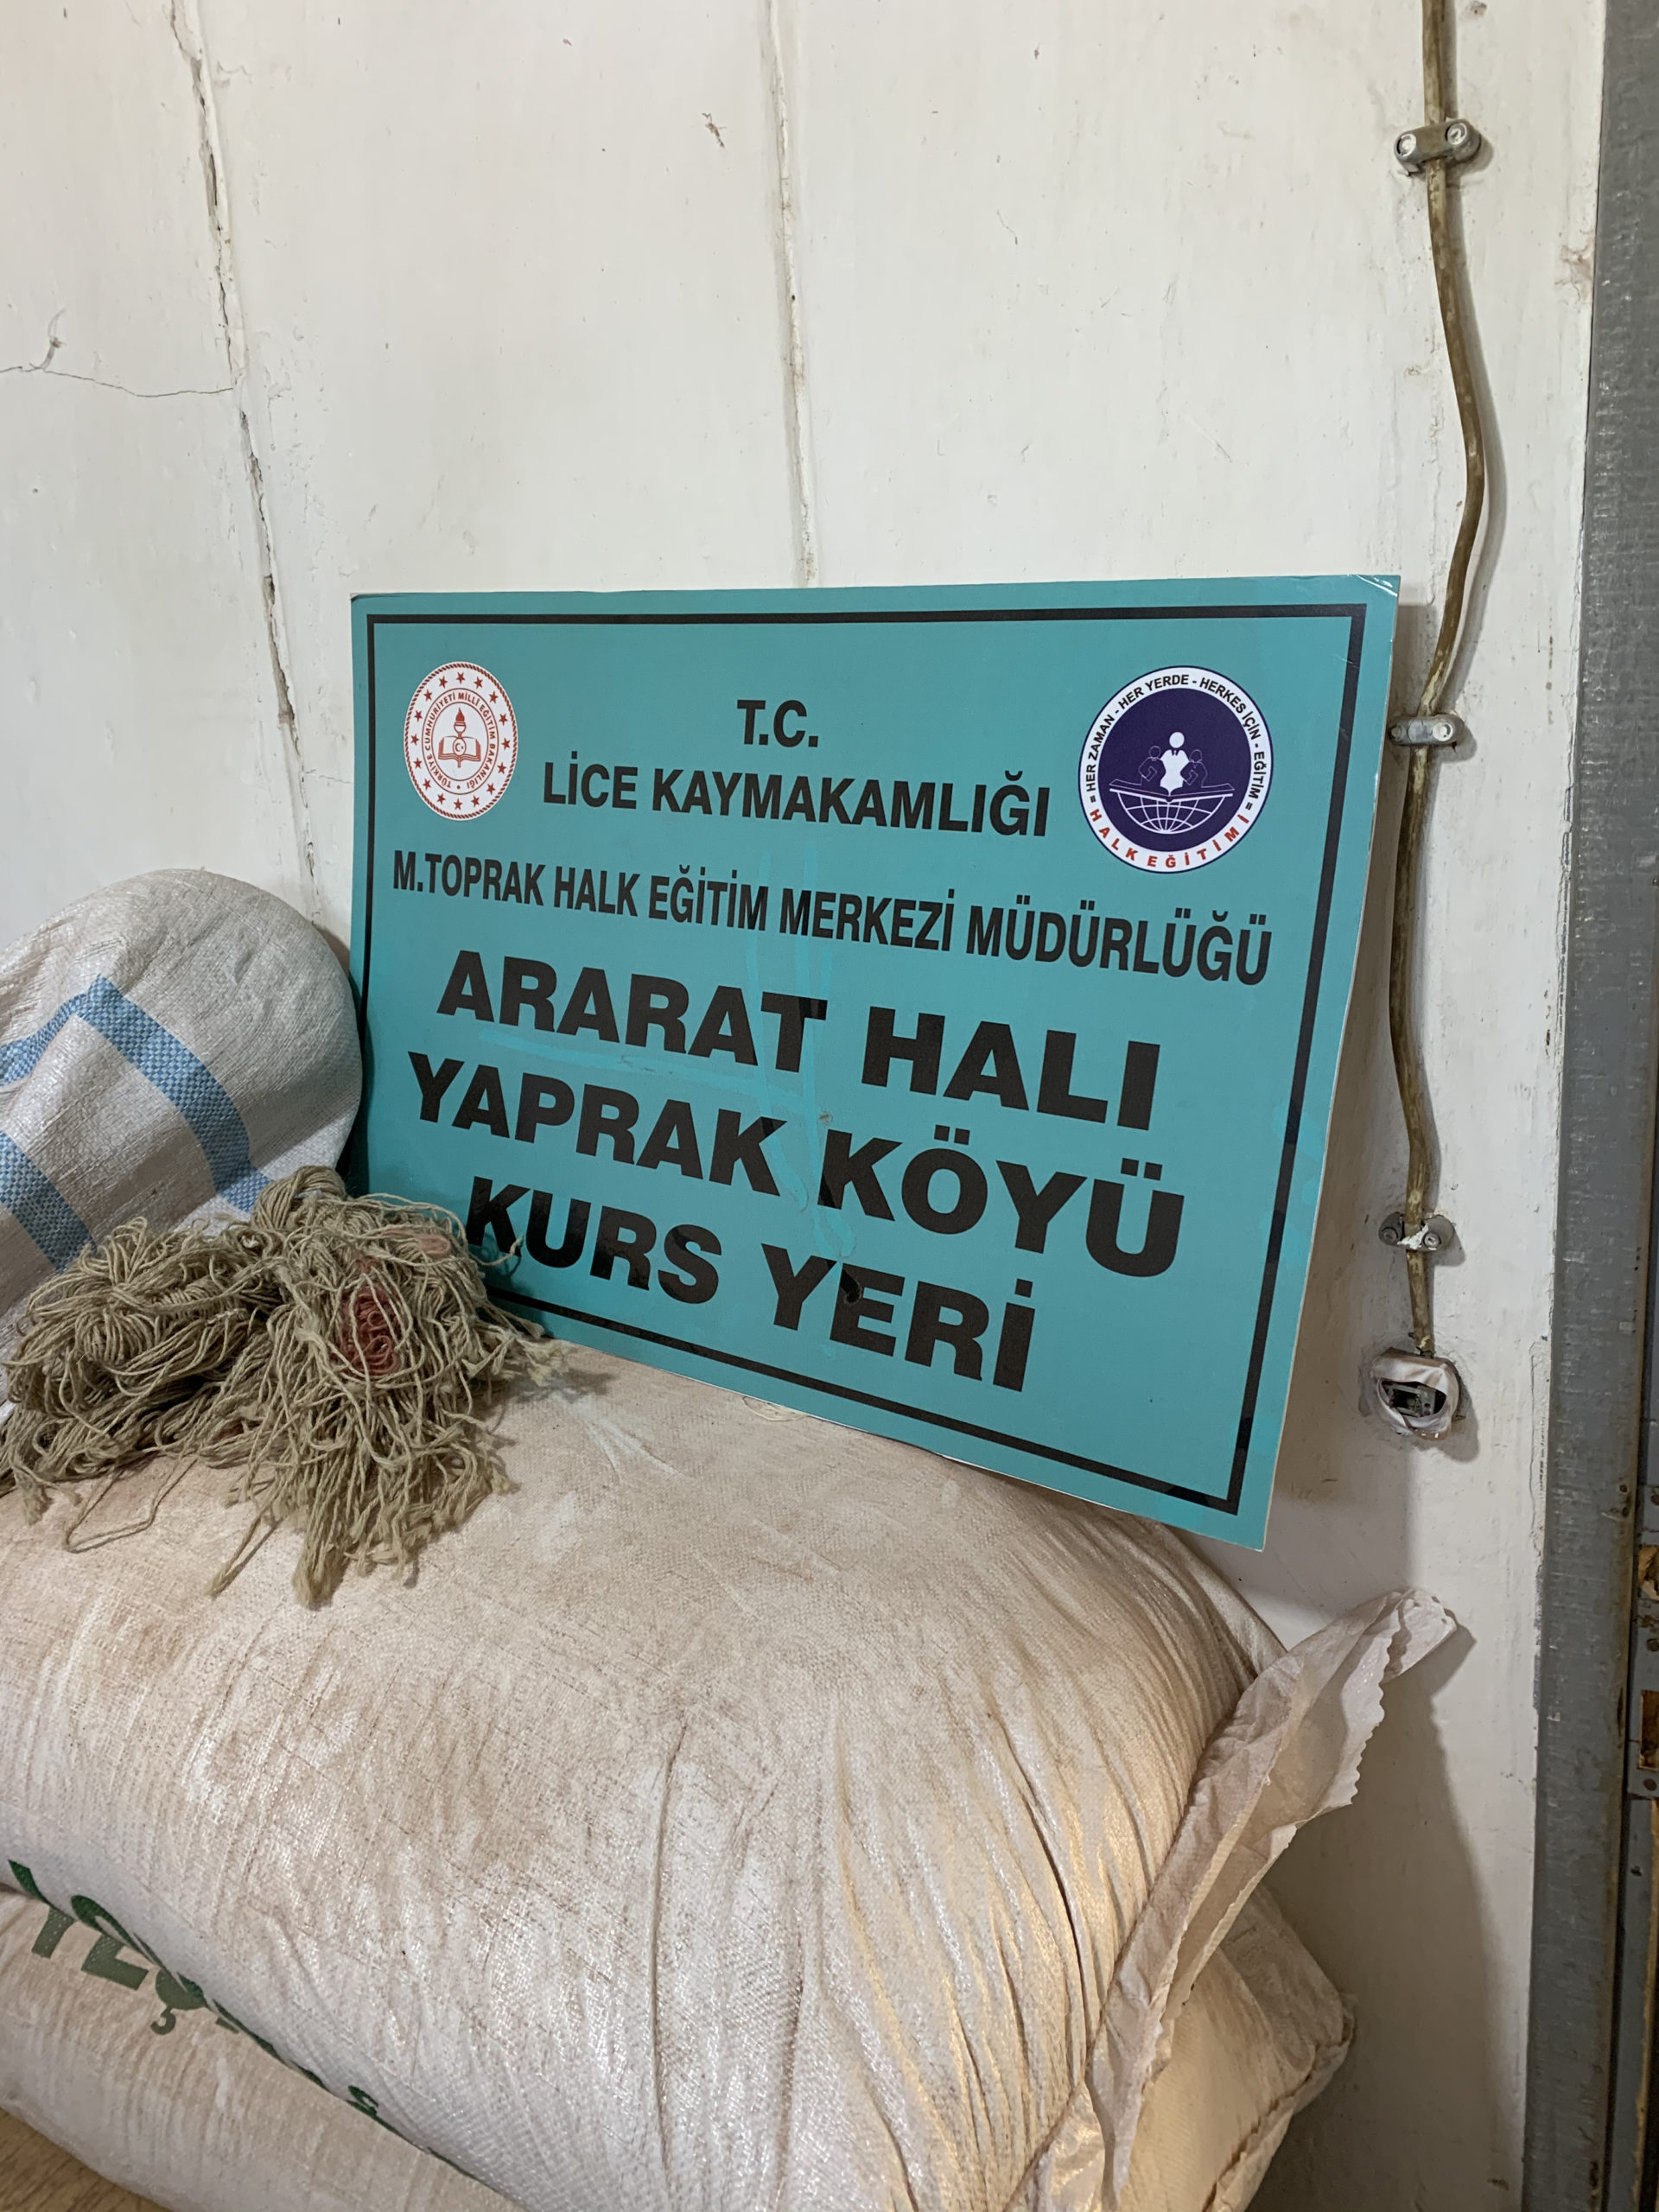 T.C.
LİCE KAYMAKAMLIĞI
M.TOPRAK HALK EĞİTİM MERKEZİ MÜDÜRLÜĞÜ
ARARAT HALI
YAPRAK KÖYÜ
KURS YERİ
TÜRKİYE CUMHURİYETİ MİLLİ EĞİTİM BAKANLIĞI
HER ZAMAN - HER YERDE - HERKES İÇİN - EĞİTİM
= HALK EĞİTİMİ =